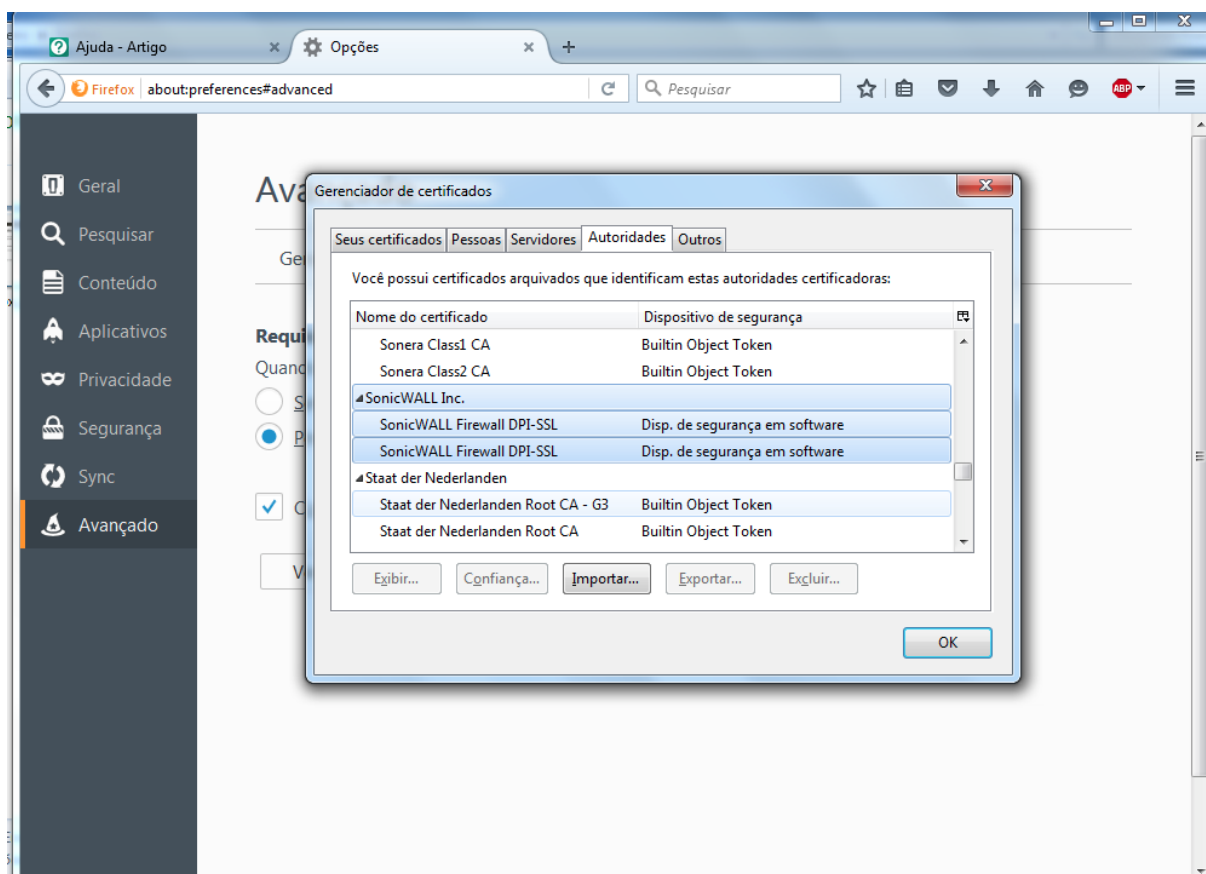 Ajuda - Artigo
Opções
Firefox about:preferences#advanced
Pesquisar
ABP
Geral
Pesquisar
Conteúdo
Aplicativos
Privacidade
Segurança
Sync
Avançado
Gerenciador de certificados
Seus certificados Pessoas Servidores Autoridades Outros
Você possui certificados arquivados que identificam estas autoridades certificadoras:
Nome do certificado Dispositivo de segurança
Sonera Class1 CA Builtin Object Token
Sonera Class2 CA Builtin Object Token
SonicWALL Inc.
SonicWALL Firewall DPI-SSL Disp. de segurança em software
SonicWALL Firewall DPI-SSL Disp. de segurança em software
Staat der Nederlanden
Staat der Nederlanden Root CA - G3 Builtin Object Token
Staat der Nederlanden Root CA Builtin Object Token
Exibir... Confiança... Importar... Exportar... Excluir...
OK